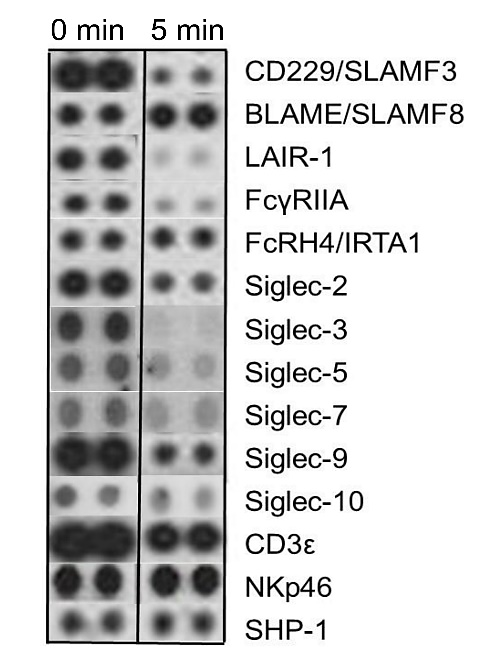 0 min 5 min
CD229/SLAMF3
BLAME/SLAMF8
LAIR-1
FcγRIIA
FcRH4/IRTA1
Siglec-2
Siglec-3
Siglec-5
Siglec-7
Siglec-9
Siglec-10
CD3ε
NKp46
SHP-1